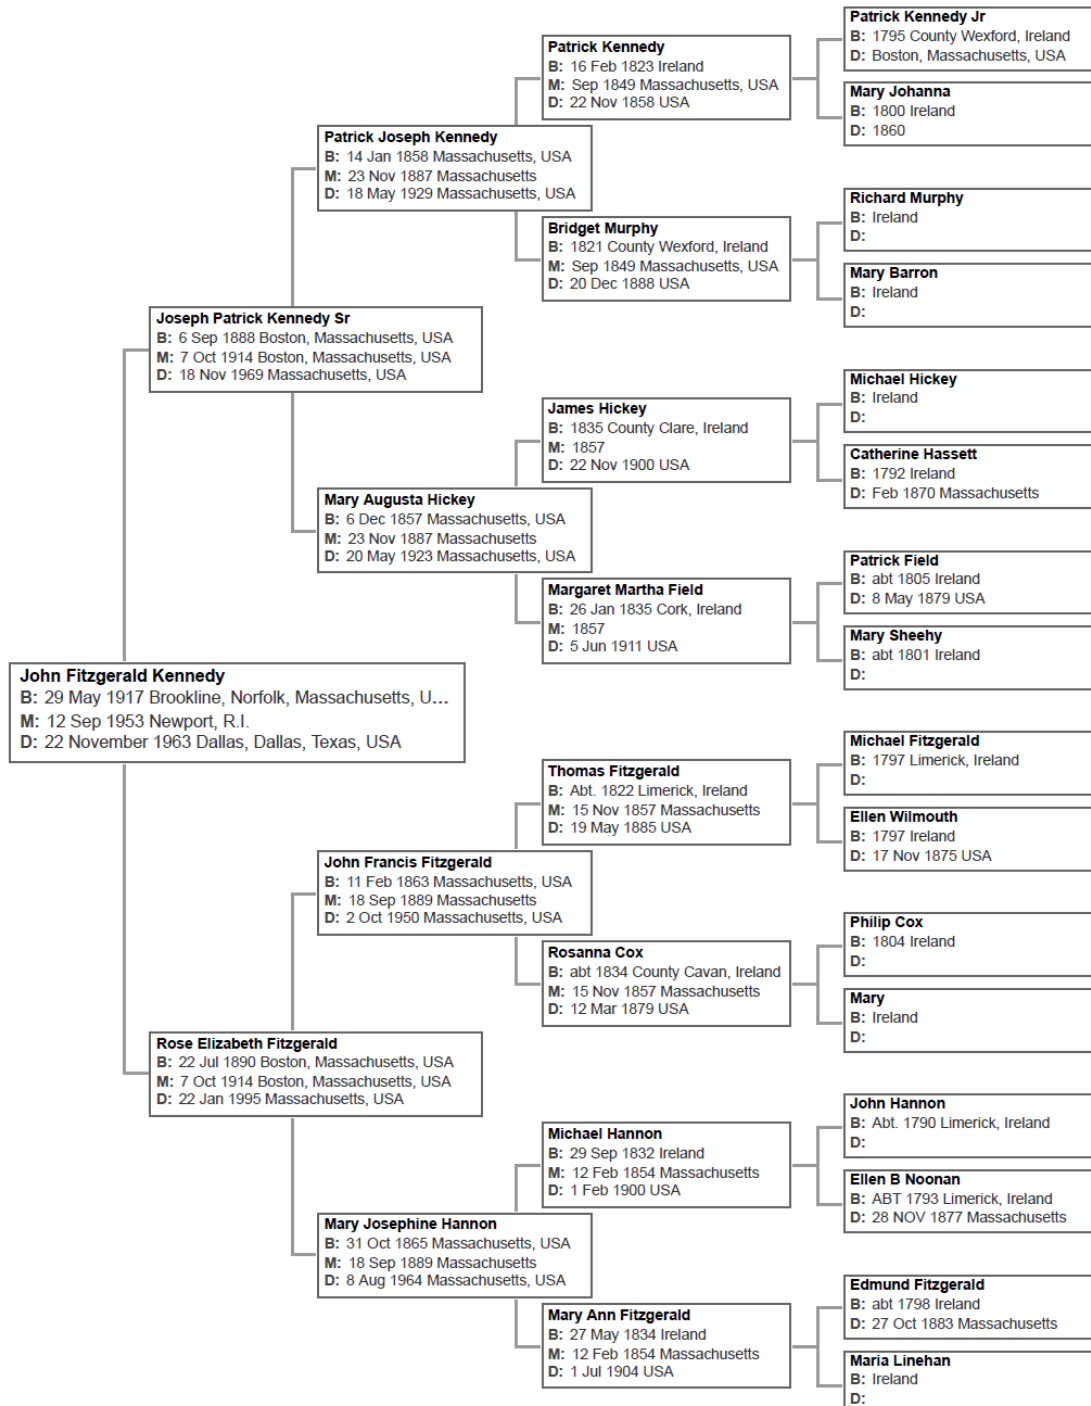 Patrick Kennedy Jr
B: 1795 County Wexford, Ireland
D: Boston, Massachusetts, USA
Patrick Kennedy
B: 16 Feb 1823 Ireland
M: Sep 1849 Massachusetts, USA
D: 22 Nov 1858 USA
Mary Johanna
B: 1800 Ireland
D: 1860
Patrick Joseph Kennedy
B: 14 Jan 1858 Massachusetts, USA
M: 23 Nov 1887 Massachusetts
D: 18 May 1929 Massachusetts, USA
Richard Murphy
B: Ireland
D:
Bridget Murphy
B: 1821 County Wexford, Ireland
M: Sep 1849 Massachusetts, USA
D: 20 Dec 1888 USA
Mary Barron
B: Ireland
D:
Joseph Patrick Kennedy Sr
B: 6 Sep 1888 Boston, Massachusetts, USA
M: 7 Oct 1914 Boston, Massachusetts, USA
D: 18 Nov 1969 Massachusetts, USA
Michael Hickey
B: Ireland
D:
James Hickey
B: 1835 County Clare, Ireland
M: 1857
D: 22 Nov 1900 USA
Catherine Hassett
B: 1792 Ireland
D: Feb 1870 Massachusetts
Mary Augusta Hickey
B: 6 Dec 1857 Massachusetts, USA
M: 23 Nov 1887 Massachusetts
D: 20 May 1923 Massachusetts, USA
Patrick Field
B: abt 1805 Ireland
D: 8 May 1879 USA
Margaret Martha Field
B: 26 Jan 1835 Cork, Ireland
M: 1857
D: 5 Jun 1911 USA
Mary Sheehy
B: abt 1801 Ireland
D:
John Fitzgerald Kennedy
B: 29 May 1917 Brookline, Norfolk, Massachusetts, U...
M: 12 Sep 1953 Newport, R.I.
D: 22 November 1963 Dallas, Dallas, Texas, USA
Michael Fitzgerald
B: 1797 Limerick, Ireland
D:
Thomas Fitzgerald
B: Abt. 1822 Limerick, Ireland
M: 15 Nov 1857 Massachusetts
D: 19 May 1885 USA
Ellen Wilmouth
B: 1797 Ireland
D: 17 Nov 1875 USA
John Francis Fitzgerald
B: 11 Feb 1863 Massachusetts, USA
M: 18 Sep 1889 Massachusetts
D: 2 Oct 1950 Massachusetts, USA
Philip Cox
B: 1804 Ireland
D:
Rosanna Cox
B: abt 1834 County Cavan, Ireland
M: 15 Nov 1857 Massachusetts
D: 12 Mar 1879 USA
Mary
B: Ireland
D:
Rose Elizabeth Fitzgerald
B: 22 Jul 1890 Boston, Massachusetts, USA
M: 7 Oct 1914 Boston, Massachusetts, USA
D: 22 Jan 1995 Massachusetts, USA
John Hannon
B: Abt. 1790 Limerick, Ireland
D:
Michael Hannon
B: 29 Sep 1832 Ireland
M: 12 Feb 1854 Massachusetts
D: 1 Feb 1900 USA
Ellen B Noonan
B: ABT 1793 Limerick, Ireland
D: 28 NOV 1877 Massachusetts
Mary Josephine Hannon
B: 31 Oct 1865 Massachusetts, USA
M: 18 Sep 1889 Massachusetts
D: 8 Aug 1964 Massachusetts, USA
Edmund Fitzgerald
B: abt 1798 Ireland
D: 27 Oct 1883 Massachusetts
Mary Ann Fitzgerald
B: 27 May 1834 Ireland
M: 12 Feb 1854 Massachusetts
D: 1 Jul 1904 USA
Maria Linehan
B: Ireland
D: